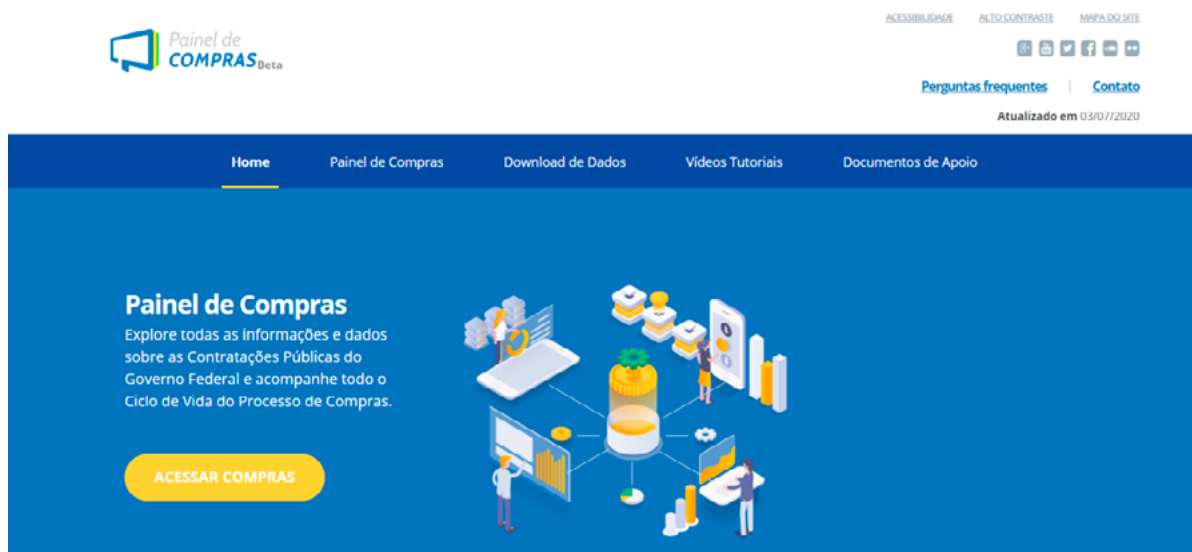 ACESSIBILIDADE ALTO CONTRASTE MAPA DO SITE
Painel de
COMPRAS Beta
Perguntas frequentes | Contato
Atualizado em 03/07/2020
Home Painel de Compras Download de Dados Vídeos Tutoriais Documentos de Apoio
Painel de Compras
Explore todas as informações e dados
sobre as Contratações Públicas do
Governo Federal e acompanhe todo o
Ciclo de Vida do Processo de Compras.
ACESSAR COMPRAS